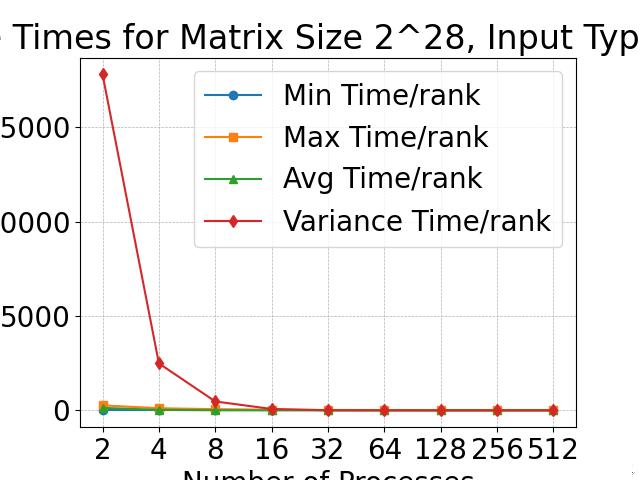 Times for Matrix Size 2^28, Input Typ
Min Time/rank
Max Time/rank
Avg Time/rank
Variance Time/rank
5000
0000
5000
0
2 4 8 16 32 64 128 256 512
Number of Processes